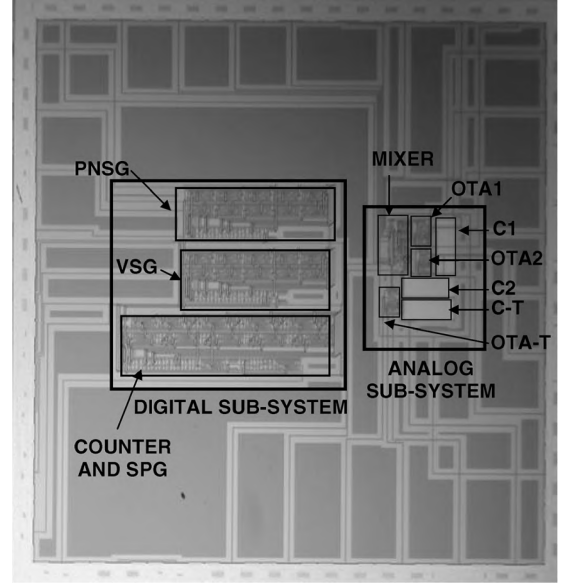 PNSG
VSG
COUNTER
AND SPG
DIGITAL SUB-SYSTEM
MIXER
OTA1
C1
OTA2
C2
C-T
OTA-T
ANALOG
SUB-SYSTEM